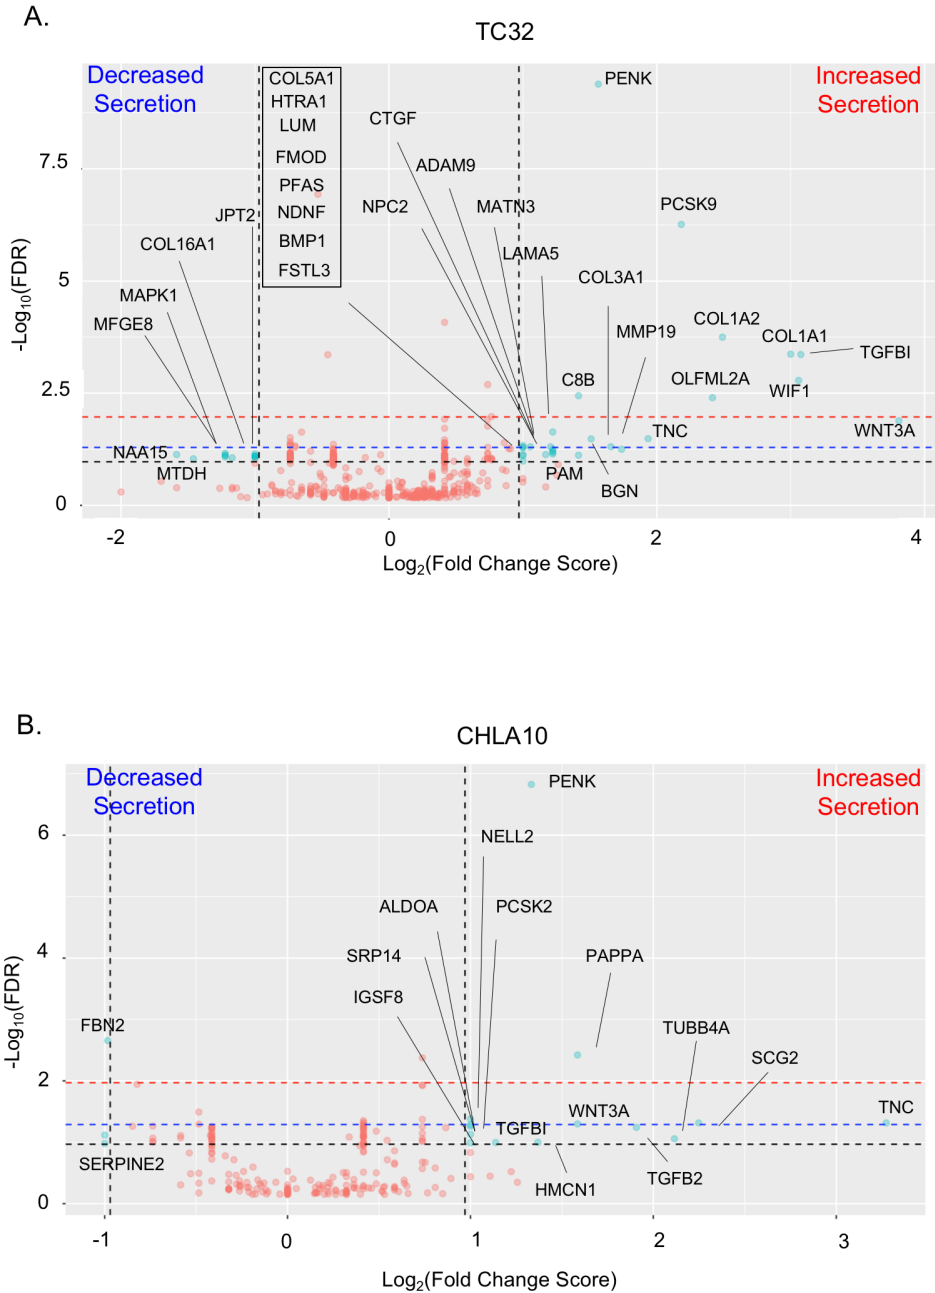 A.
TC32
Decreased
Secretion
Increased
Secretion
COL5A1
HTRA1
LUM
FMOD
PFAS
NDNF
BMP1
FSTL3
PENK
CTGF
ADAM9
NPC2
MATN3
PCSK9
JPT2
COL16A1
LAMA5
COL3A1
MAPK1
MFGE8
MMP19
COL1A2
COL1A1
TGFBI
C8B
OLFML2A
WIF1
TNC
WNT3A
NAA15
MTDH
PAM
BGN
7.5
5
2.5
0
-Log10(FDR)
-2
0
2
4
Log2(Fold Change Score)
B.
CHLA10
Decreased
Secretion
Increased
Secretion
PENK
NELL2
ALDOA
PCSK2
SRP14
PAPPA
IGSF8
FBN2
TUBB4A
SCG2
WNT3A
TNC
TGFBI
SERPINE2
HMCN1
TGFB2
6
4
2
0
-Log10(FDR)
-1
0
1
2
3
Log2(Fold Change Score)